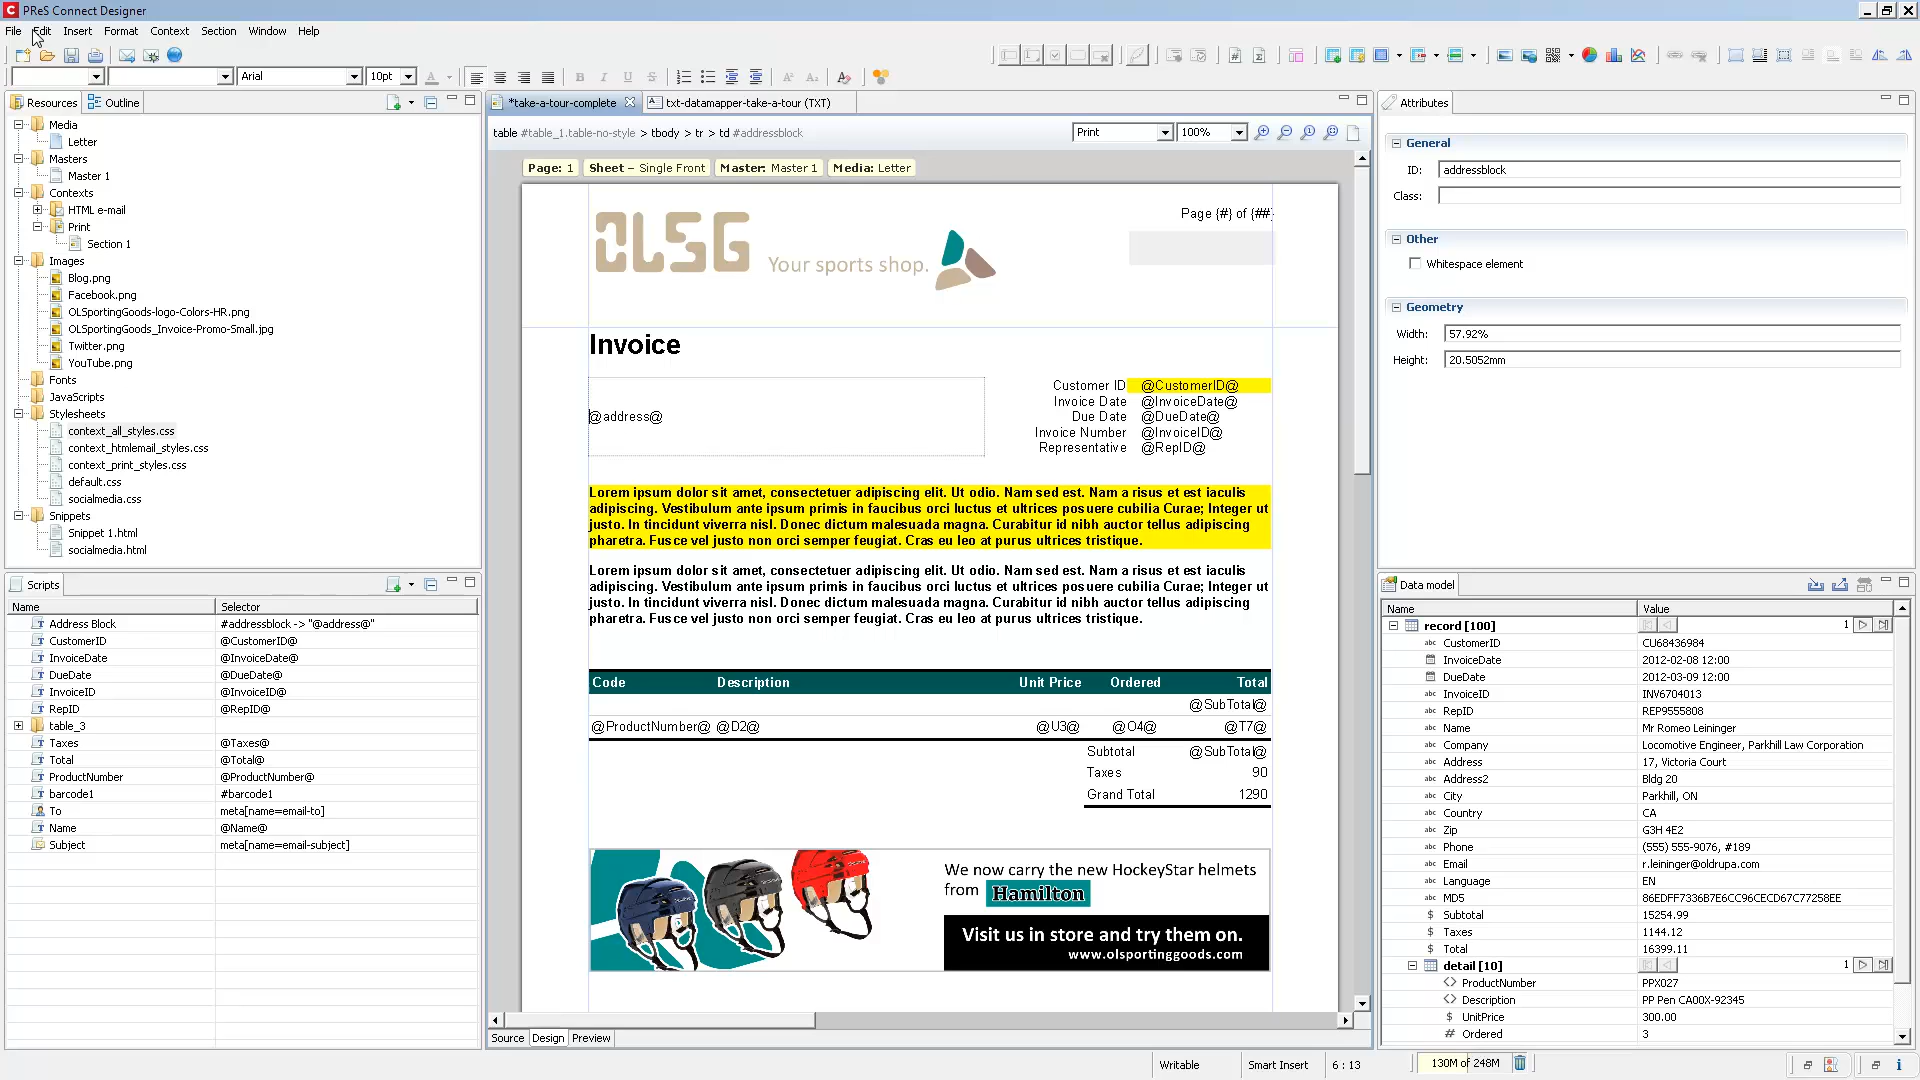 PReS Connect Designer
File Edit Insert Format Context Section Window Help
Arial 10pt
Resources Outline
Media
Letter
Masters
Master 1
Contexts
HTML e-mail
Print
Section 1
Images
Blog.png
Facebook.png
OLSportingGoods-logo-Colors-HR.png
OLSportingGoods_Invoice-Promo-Small.jpg
Twitter.png
YouTube.png
Fonts
JavaScripts
Stylesheets
context_all_styles.css
context_htmlemail_styles.css
context_print_styles.css
default.css
socialmedia.css
Snippets
Snippet 1.html
socialmedia.html
Scripts
Name Selector
Address Block #addressblock -> "@address@"
CustomerID @CustomerID@
InvoiceDate @InvoiceDate@
DueDate @DueDate@
InvoiceID @InvoiceID@
RepID @RepID@
table_3
Taxes @Taxes@
Total @Total@
ProductNumber @ProductNumber@
barcode1 #barcode1
To meta[name=email-to]
Name @Name@
Subject meta[name=email-subject]
*take-a-tour-complete txt-datamapper-take-a-tour (TXT)
table #table_1.table-no-style > tbody > tr > td #addressblock
Print 100%
Page: 1 Sheet – Single Front Master: Master 1 Media: Letter
Page {#} of {##}
OLSG Your sports shop.
Invoice
@address@
Customer ID @CustomerID@
Invoice Date @InvoiceDate@
Due Date @DueDate@
Invoice Number @InvoiceID@
Representative @RepID@
Lorem ipsum dolor sit amet, consectetuer adipiscing elit. Ut odio. Nam sed est. Nam a risus et est iaculis
adipiscing. Vestibulum ante ipsum primis in faucibus orci luctus et ultrices posuere cubilia Curae; Integer ut
justo. In tincidunt viverra nisl. Donec dictum malesuada magna. Curabitur id nibh auctor tellus adipiscing
pharetra. Fusce vel justo non orci semper feugiat. Cras eu leo at purus ultrices tristique.
Lorem ipsum dolor sit amet, consectetuer adipiscing elit. Ut odio. Nam sed est. Nam a risus et est iaculis
adipiscing. Vestibulum ante ipsum primis in faucibus orci luctus et ultrices posuere cubilia Curae; Integer ut
justo. In tincidunt viverra nisl. Donec dictum malesuada magna. Curabitur id nibh auctor tellus adipiscing
pharetra. Fusce vel justo non orci semper feugiat. Cras eu leo at purus ultrices tristique.
Code Description Unit Price Ordered Total
@SubTotal@
@ProductNumber@ @D2@ @U3@ @O4@ @T7@
Subtotal @SubTotal@
Taxes 90
Grand Total 1290
We now carry the new HockeyStar helmets
from Hamilton
Visit us in store and try them on.
www.olsportinggoods.com
Source Design Preview
Attributes
General
ID: addressblock
Class:
Other
Whitespace element
Geometry
Width: 57.92%
Height: 20.5052mm
Data model
Name Value
record [100] 1
CustomerID CU68436984
InvoiceDate 2012-02-08 12:00
DueDate 2012-03-09 12:00
InvoiceID INV6704013
RepID REP9555808
Name Mr Romeo Leininger
Company Locomotive Engineer, Parkhill Law Corporation
Address 17, Victoria Court
Address2 Bldg 20
City Parkhill, ON
Country CA
Zip G3H 4E2
Phone (555) 555-9076, #189
Email r.leininger@oldrupa.com
Language EN
MD5 86EDFF7336B7E6CC96CECD67C77258EE
Subtotal 15254.99
Taxes 1144.12
Total 16399.11
detail [10] 1
ProductNumber PPX027
Description PP Pen CA00X-92345
UnitPrice 300.00
Ordered 3
Writable Smart Insert 6 : 13 130M of 248M